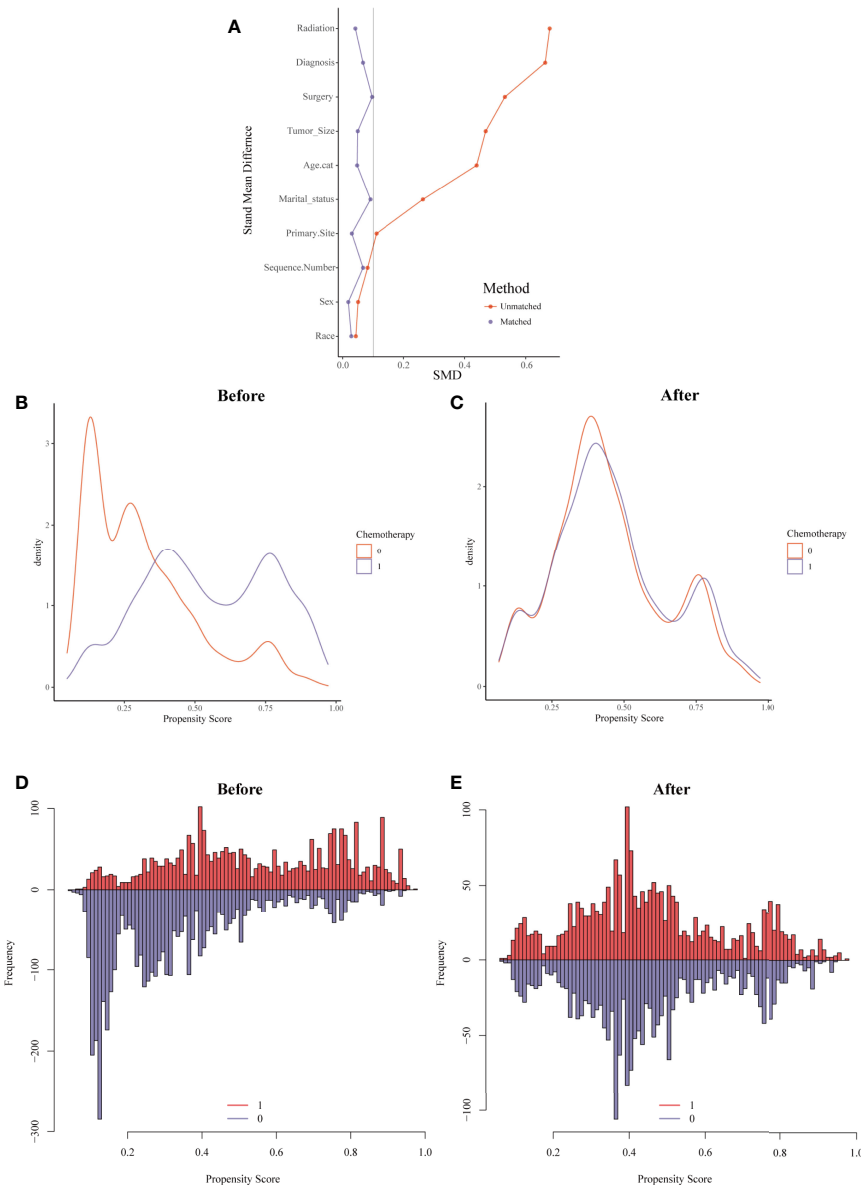 A
Stand Mean Differnce
Radiation
Diagnosis
Surgery
Tumor_Size
Age.cat
Marital_status
Primary.Site
Sequence.Number
Sex
Race
Method
Unmatched
Matched
0.0
0.2
0.4
0.6
SMD
B
Before
density
3
2
1
0
Chemotherapy
0
1
0.25
0.50
0.75
1.00
Propensity Score
C
After
density
2
1
0
Chemotherapy
0
1
0.25
0.50
0.75
1.00
Propensity Score
D
Before
Frequency
100
0
−100
−200
−300
1
0
0.2
0.4
0.6
0.8
1.0
Propensity Score
E
After
Frequency
100
50
0
−50
−100
1
0
0.2
0.4
0.6
0.8
1.0
Propensity Score